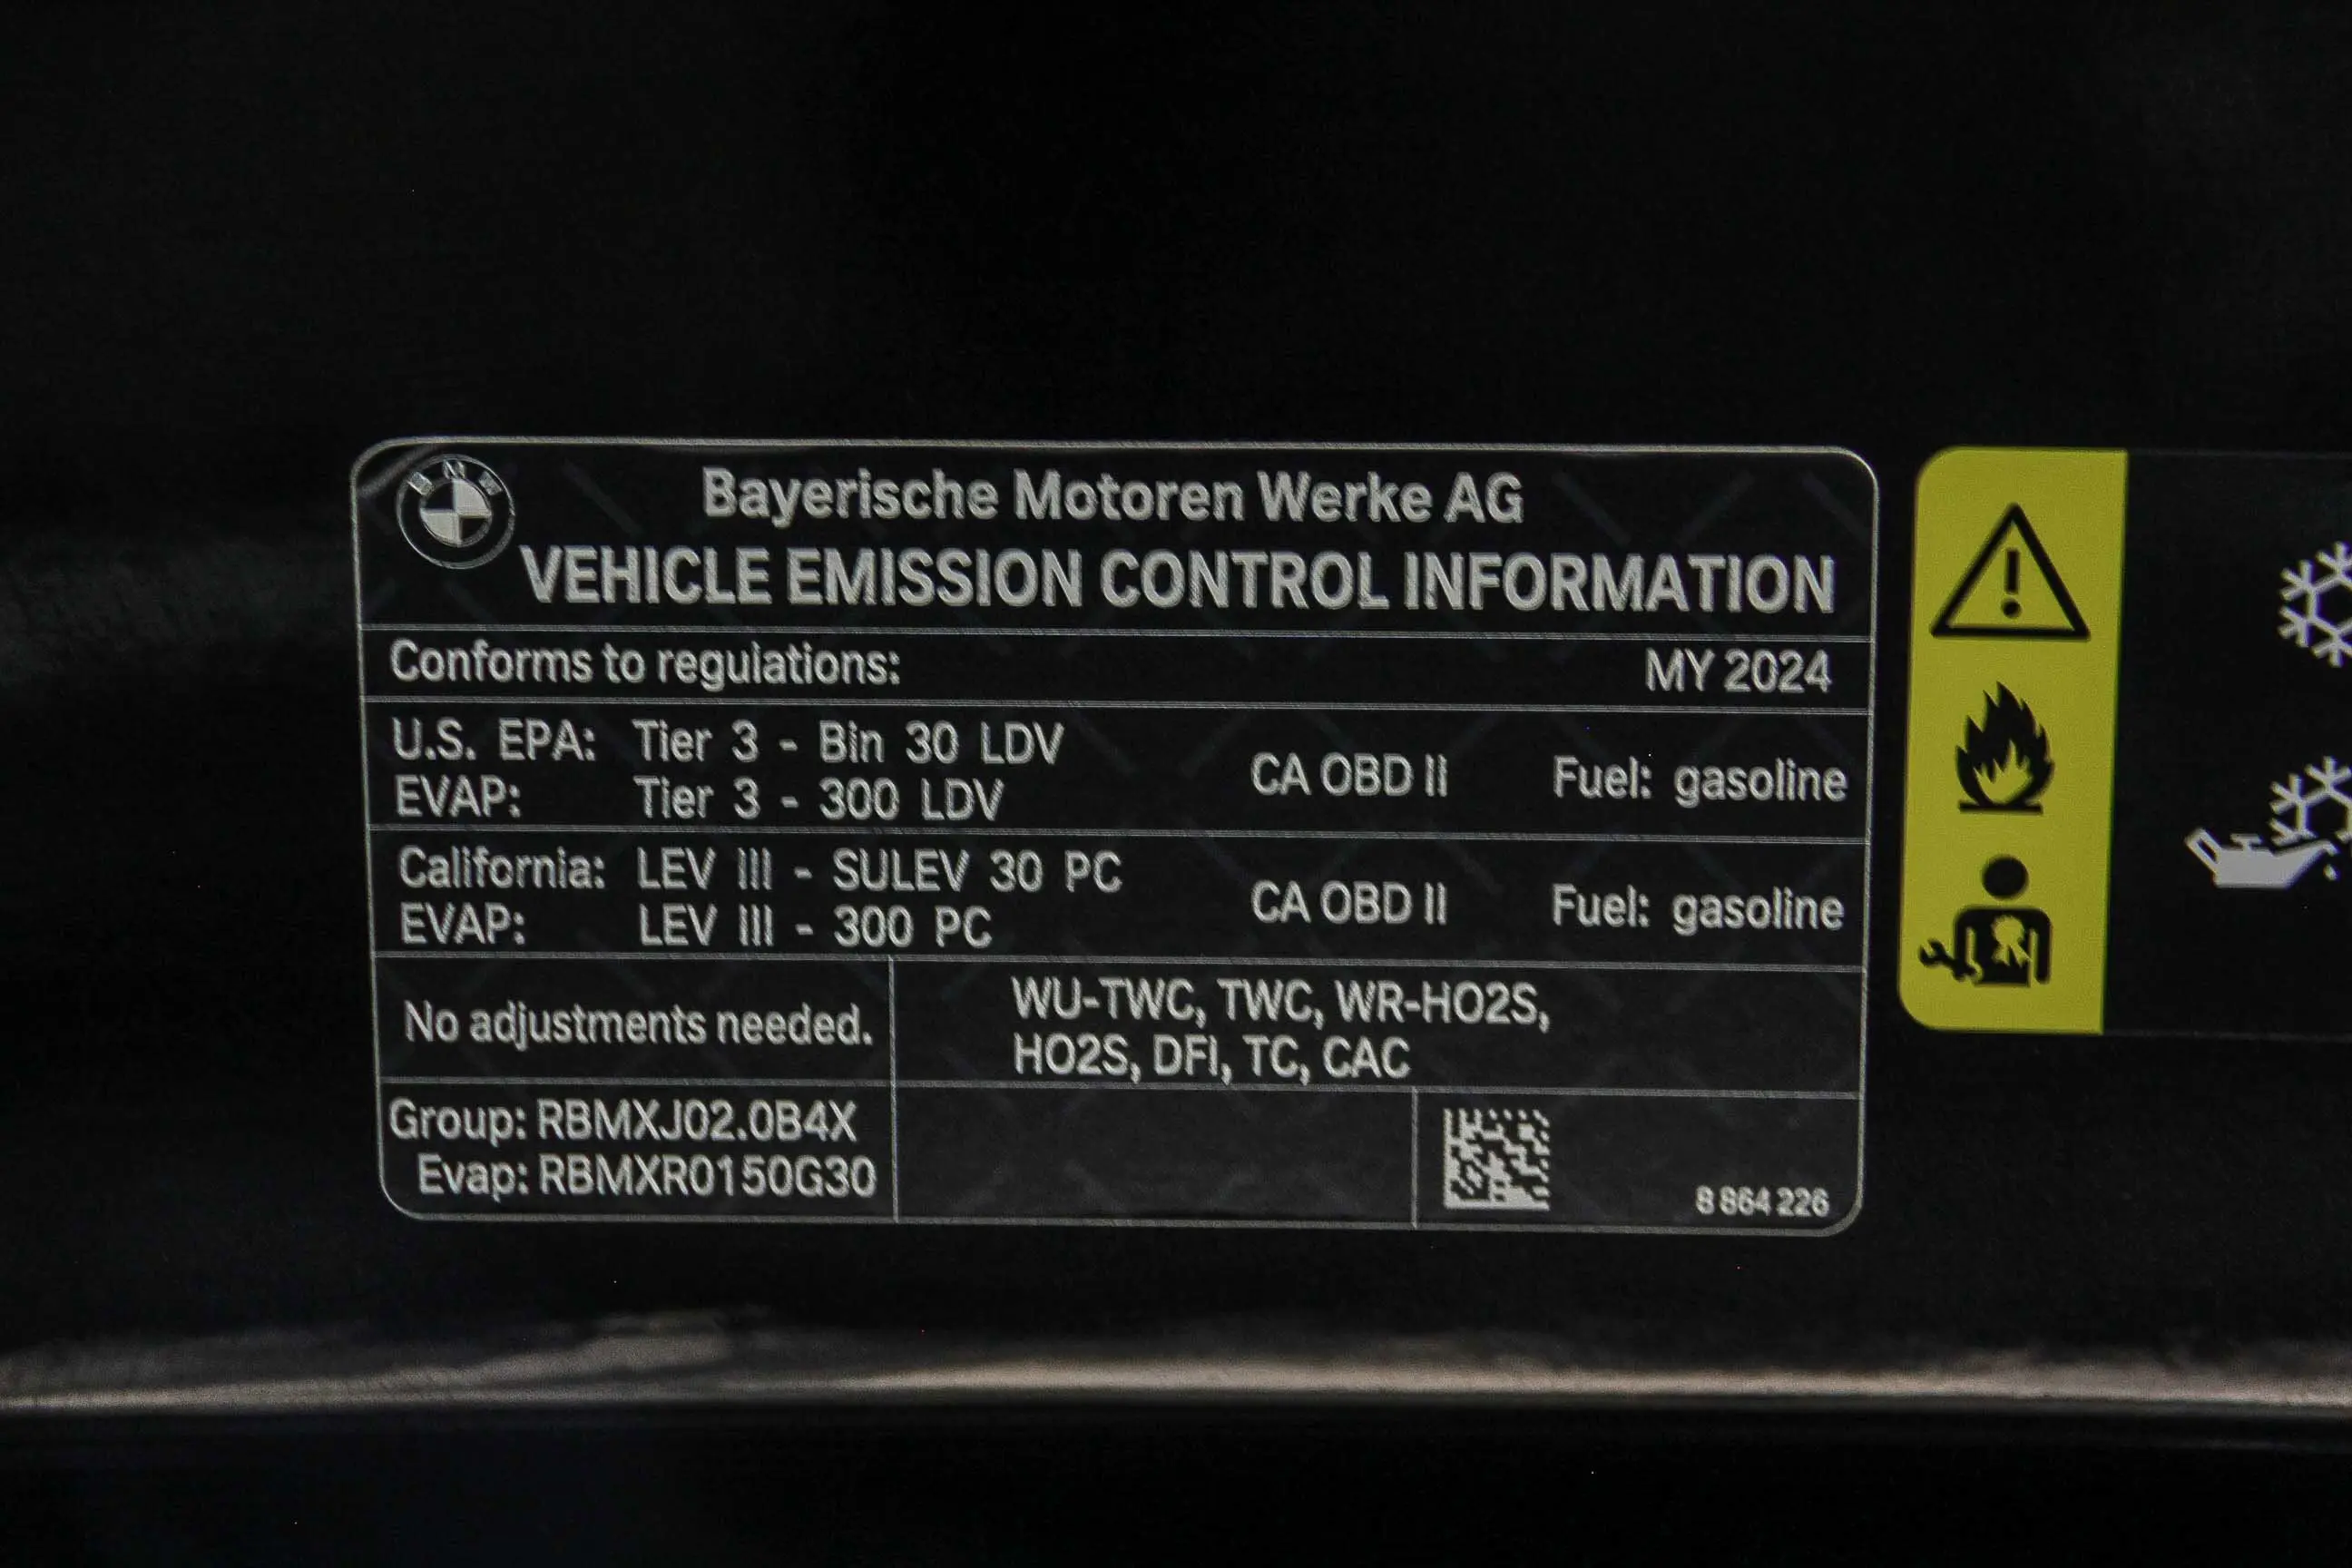 BMW
Bayerische Motoren Werke AG
VEHICLE EMISSION CONTROL INFORMATION
Conforms to regulations: MY 2024
U.S. EPA: Tier 3 - Bin 30 LDV
EVAP: Tier 3 - 300 LDV
CA OBD II Fuel: gasoline
California: LEV III - SULEV 30 PC
EVAP: LEV III - 300 PC
CA OBD II Fuel: gasoline
No adjustments needed.
WU-TWC, TWC, WR-HO2S,
HO2S, DFI, TC, CAC
Group: RBMXJ02.0B4X
Evap: RBMXR0150G30
8 864 226